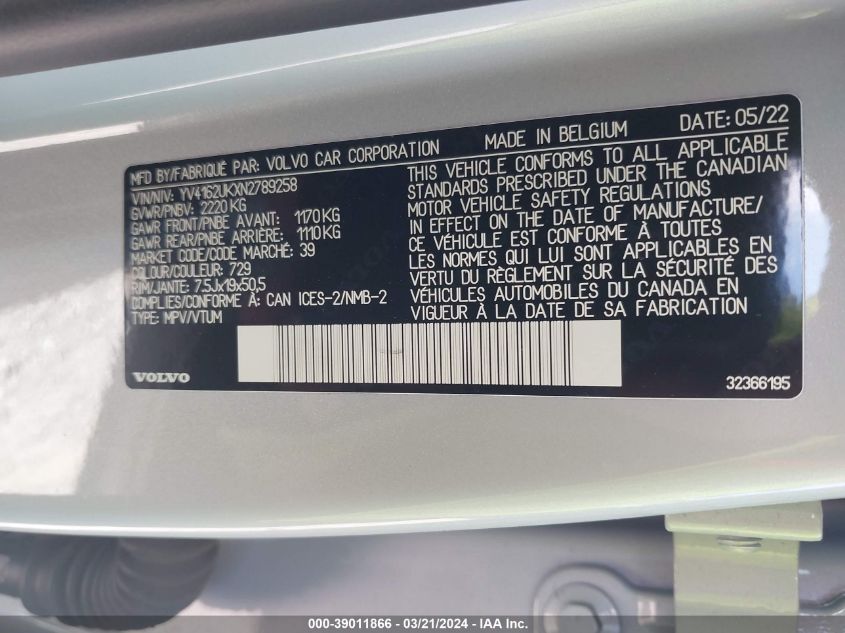 MFD BY/FABRIQUÉ PAR: VOLVO CAR CORPORATION MADE IN BELGIUM DATE: 05/22
VIN/NIV: YV4162UKXN2789258
GVWR/PNBV: 2220 KG
GAWR FRONT/PNBE AVANT: 1170 KG
GAWR REAR/PNBE ARRIÈRE: 1110 KG
MARKET CODE/CODE MARCHÉ: 39
COLOUR/COULEUR: 729
RIM/JANTE: 7.5Jx19x50,5
COMPLIES/CONFORME À: CAN ICES-2/NMB-2
TYPE: MPV/VTUM
THIS VEHICLE CONFORMS TO ALL APPLICABLE
STANDARDS PRESCRIBED UNDER THE CANADIAN
MOTOR VEHICLE SAFETY REGULATIONS
IN EFFECT ON THE DATE OF MANUFACTURE/
CE VÉHICULE EST CONFORME À TOUTES
LES NORMES QUI LUI SONT APPLICABLES EN
VERTU DU RÈGLEMENT SUR LA SÉCURITÉ DES
VÉHICULES AUTOMOBILES DU CANADA EN
VIGUEUR À LA DATE DE SA FABRICATION
VOLVO
32366195
000-39011866 — 03/21/2024 — IAA Inc.